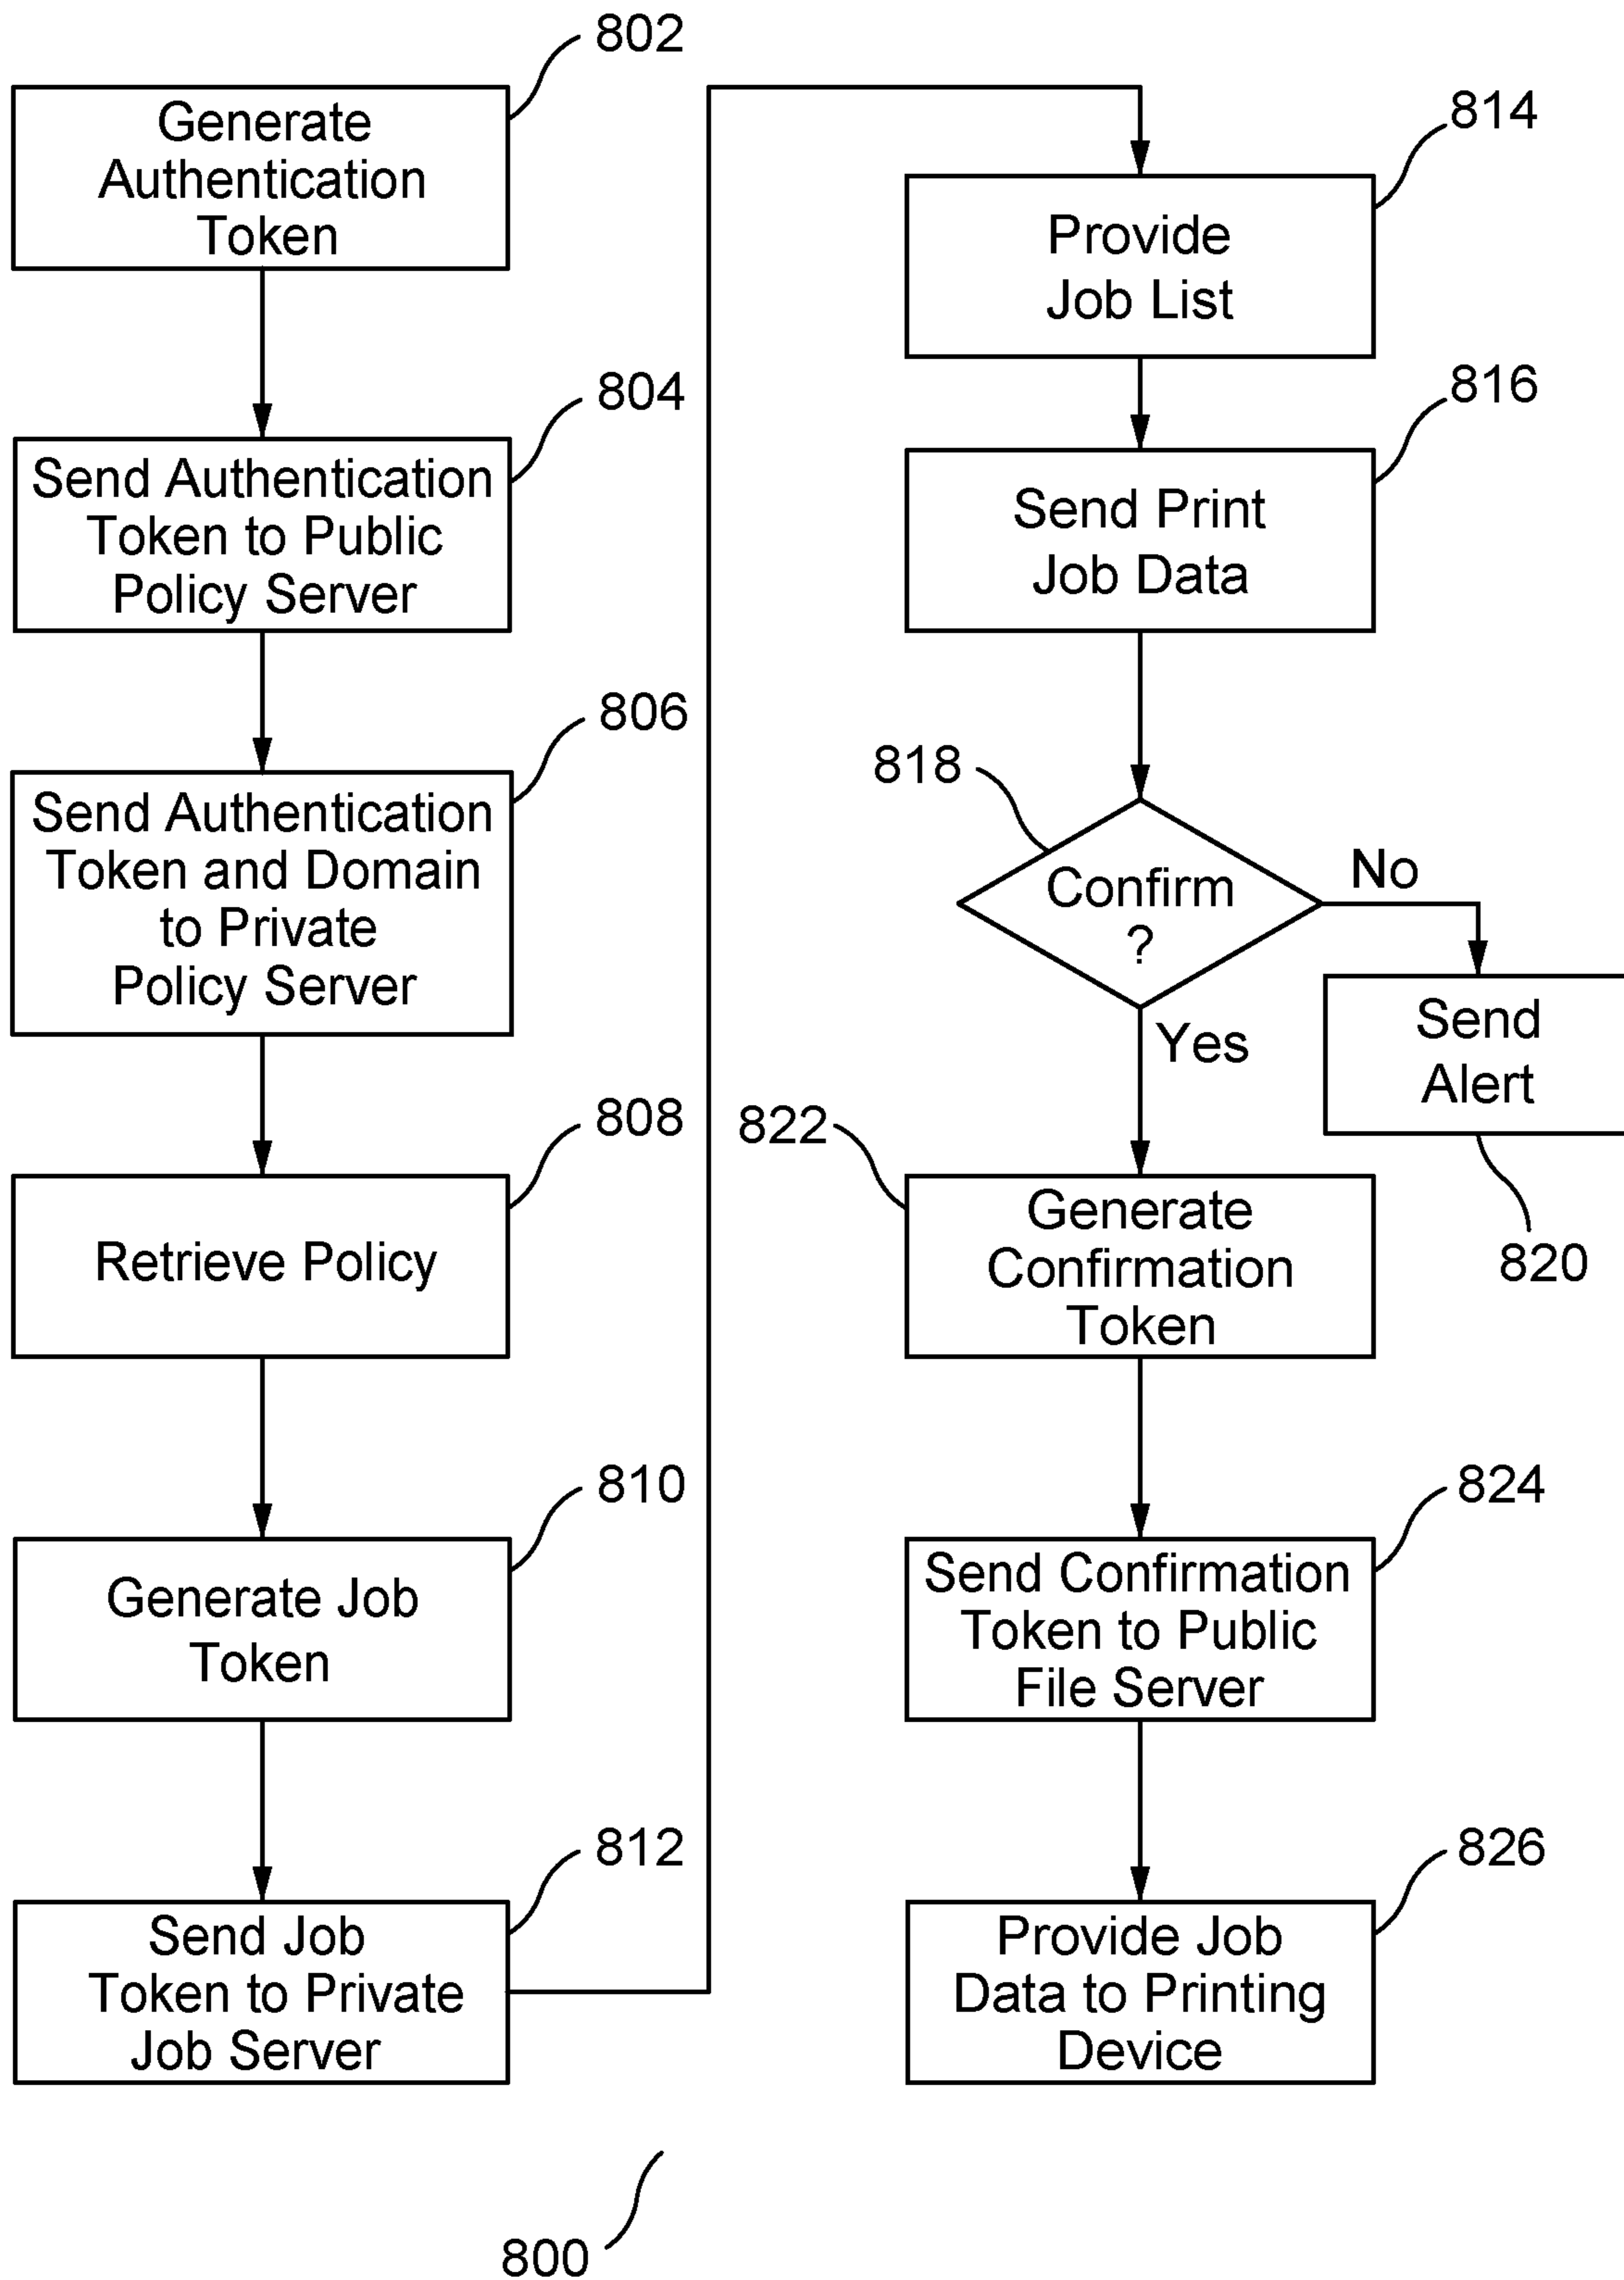 802
Generate
Authentication
Token
804
Send Authentication
Token to Public
Policy Server
806
Send Authentication
Token and Domain
to Private
Policy Server
808
Retrieve Policy
810
Generate Job
Token
812
Send Job
Token to Private
Job Server
814
Provide
Job List
816
Send Print
Job Data
818
Confirm
?
No
Yes
Send
Alert
820
822
Generate
Confirmation
Token
824
Send Confirmation
Token to Public
File Server
826
Provide Job
Data to Printing
Device
800